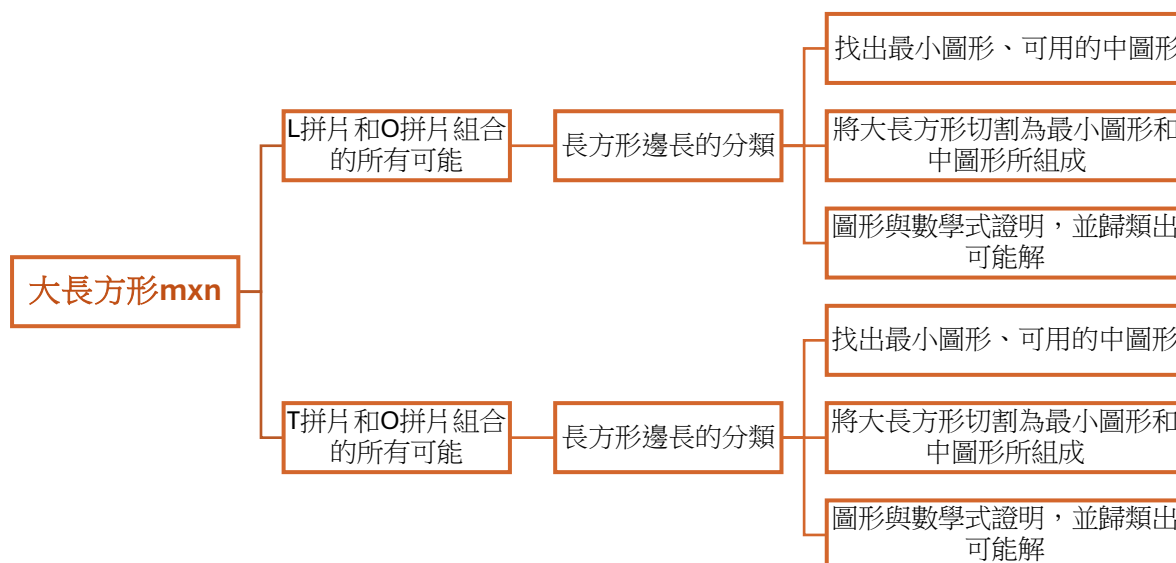 大長方形mxn
L拼片和O拼片組合
的所有可能
長方形邊長的分類
找出最小圖形、可用的中圖形
將大長方形切割為最小圖形和
中圖形所組成
圖形與數學式證明，並歸類出
可能解
T拼片和O拼片組合
的所有可能
長方形邊長的分類
找出最小圖形、可用的中圖形
將大長方形切割為最小圖形和
中圖形所組成
圖形與數學式證明，並歸類出
可能解